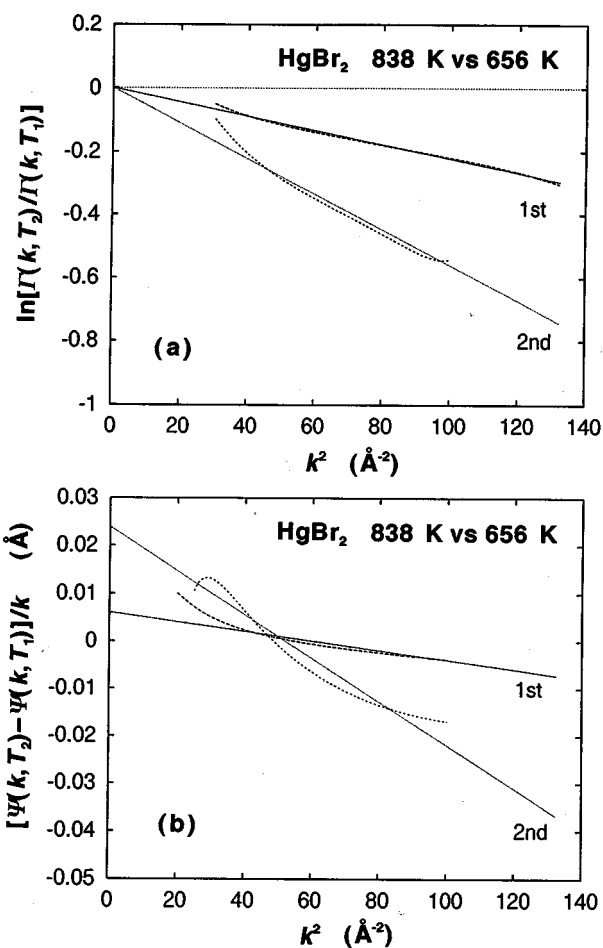 0.2
0
-0.2
-0.4
-0.6
-0.8
-1
ln[Γ(k,T₂)/Γ(k,T₁)]
HgBr₂ 838 K vs 656 K
1st
2nd
(a)
0 20 40 60 80 100 120 140
k² (Å⁻²)
0.03
0.02
0.01
0
-0.01
-0.02
-0.03
-0.04
-0.05
[Ψ(k,T₂)−Ψ(k,T₁)]/k (Å)
HgBr₂ 838 K vs 656 K
1st
2nd
(b)
0 20 40 60 80 100 120 140
k² (Å⁻²)